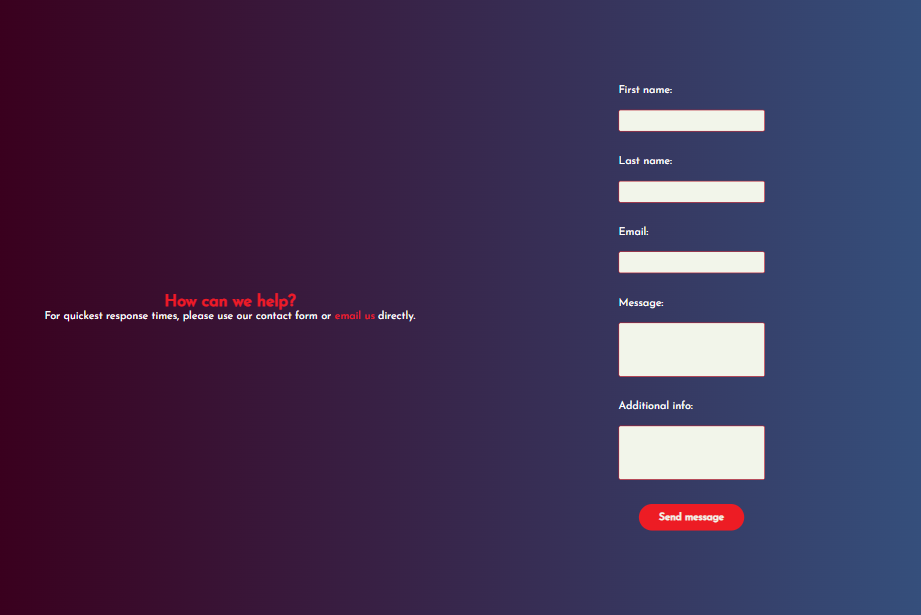 How can we help?
For quickest response times, please use our contact form or email us directly.
First name:
Last name:
Email:
Message:
Additional info:
Send message